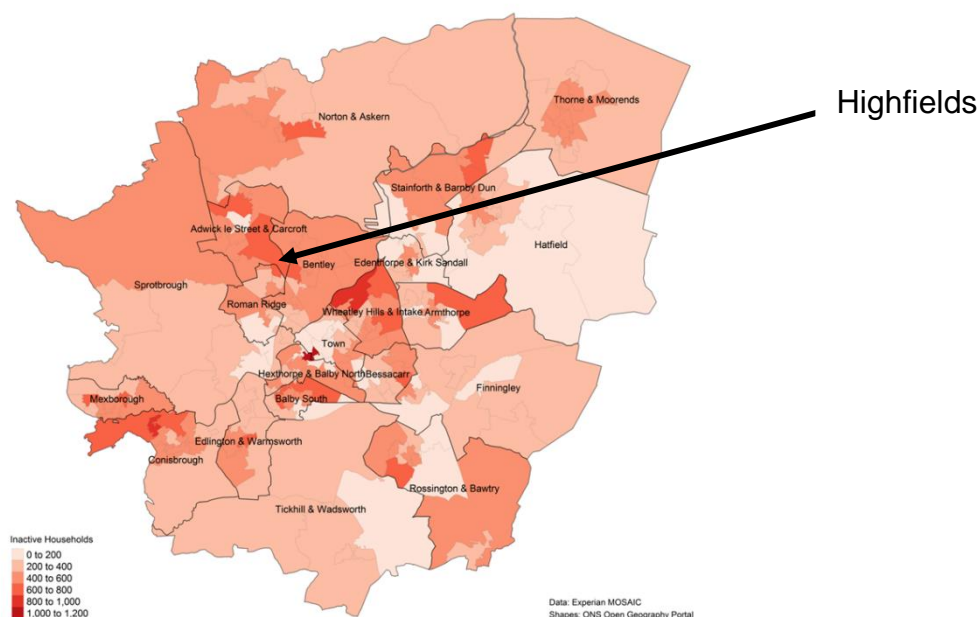 Highfields
Thorne & Moorends
Norton & Askern
Stainforth & Barnby Dun
Adwick le Street & Carcroft
Hatfield
Bentley
Edenthorpe & Kirk Sandall
Sprotbrough
Roman Ridge
Wheatley Hills & Intake
Armthorpe
Town
Hexthorpe & Balby North
Bessacarr
Finningley
Mexborough
Balby South
Edlington & Warmsworth
Conisbrough
Rossington & Bawtry
Tickhill & Wadsworth
Inactive Households
0 to 200
200 to 400
400 to 600
600 to 800
800 to 1,000
1,000 to 1,200
Data: Experian MOSAIC
Shapes: ONS Open Geography Portal